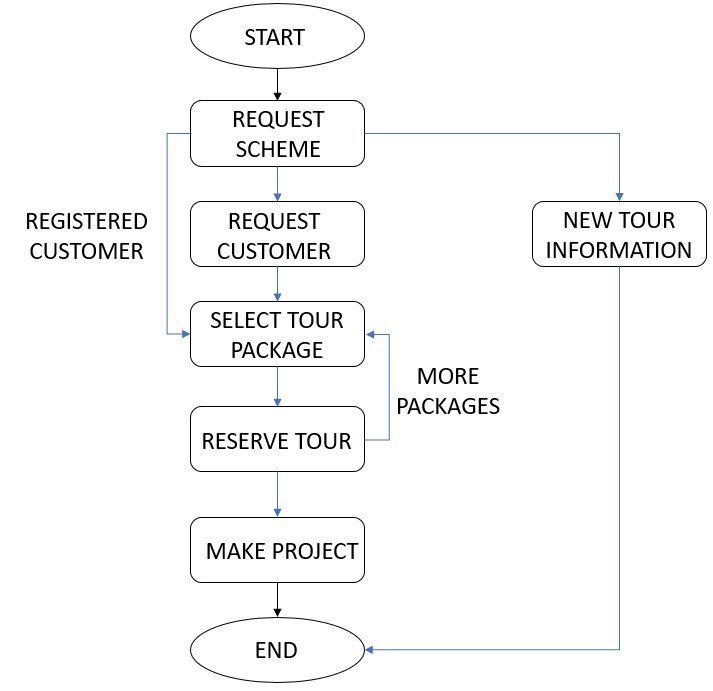 START
REQUEST
SCHEME
REGISTERED
CUSTOMER
REQUEST
CUSTOMER
NEW TOUR
INFORMATION
SELECT TOUR
PACKAGE
MORE
PACKAGES
RESERVE TOUR
MAKE PROJECT
END